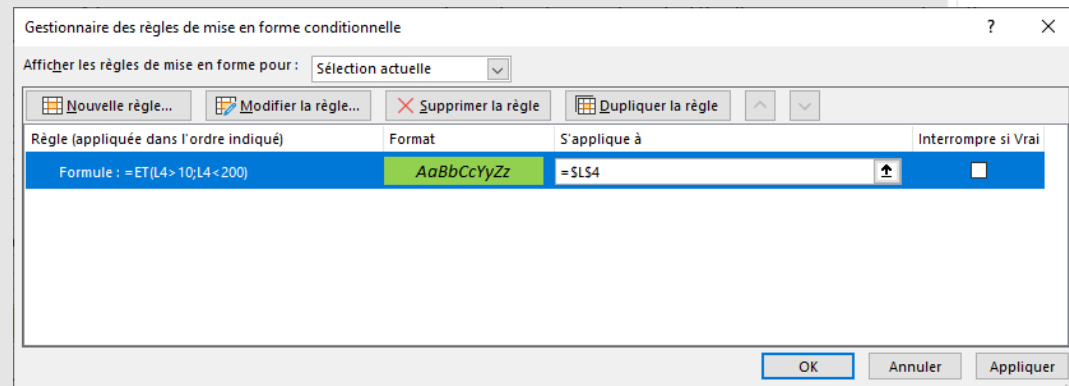 Gestionnaire des règles de mise en forme conditionnelle ?
Afficher les règles de mise en forme pour : Sélection actuelle
Nouvelle règle... Modifier la règle... Supprimer la règle Dupliquer la règle
Règle (appliquée dans l'ordre indiqué) Format S'applique à Interrompre si Vrai
Formule : =ET(L4>10;L4<200) AaBbCcYyZz =$L$4
OK Annuler Appliquer